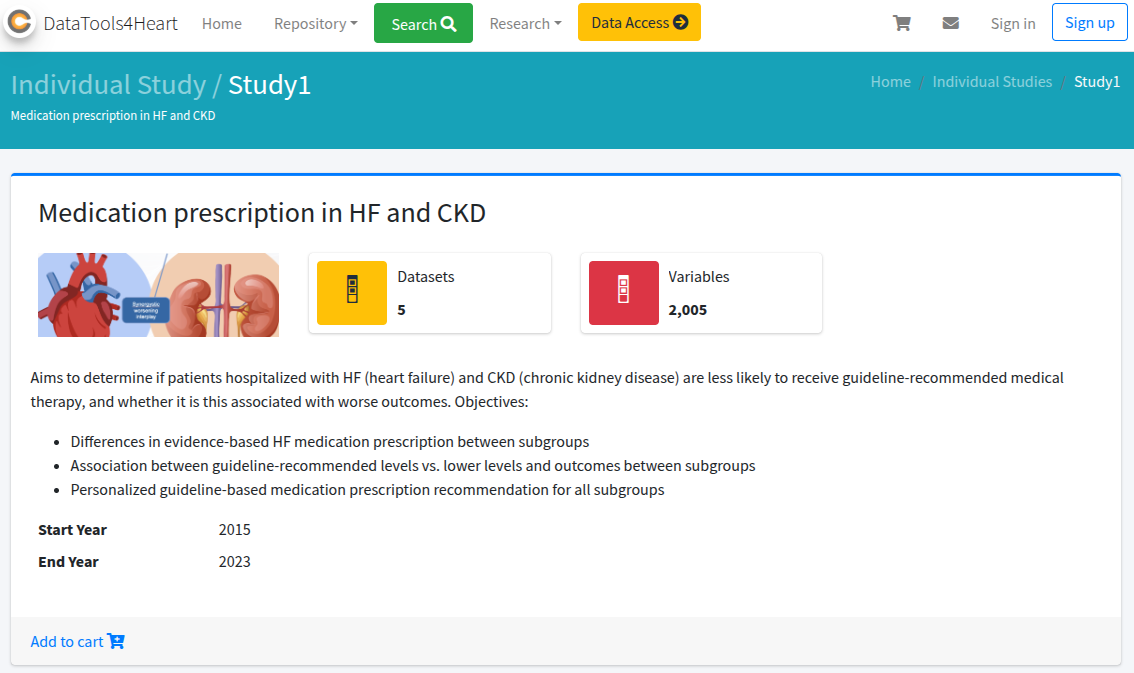 DataTools4Heart Home Repository Search Research Data Access Sign in Sign up
Individual Study / Study1
Home / Individual Studies / Study1
Medication prescription in HF and CKD
Medication prescription in HF and CKD
Datasets
5
Variables
2,005
worsening
interplay
Aims to determine if patients hospitalized with HF (heart failure) and CKD (chronic kidney disease) are less likely to receive guideline-recommended medical
therapy, and whether it is this associated with worse outcomes. Objectives:
• Differences in evidence-based HF medication prescription between subgroups
• Association between guideline-recommended levels vs. lower levels and outcomes between subgroups
• Personalized guideline-based medication prescription recommendation for all subgroups
Start Year 2015
End Year 2023
Add to cart